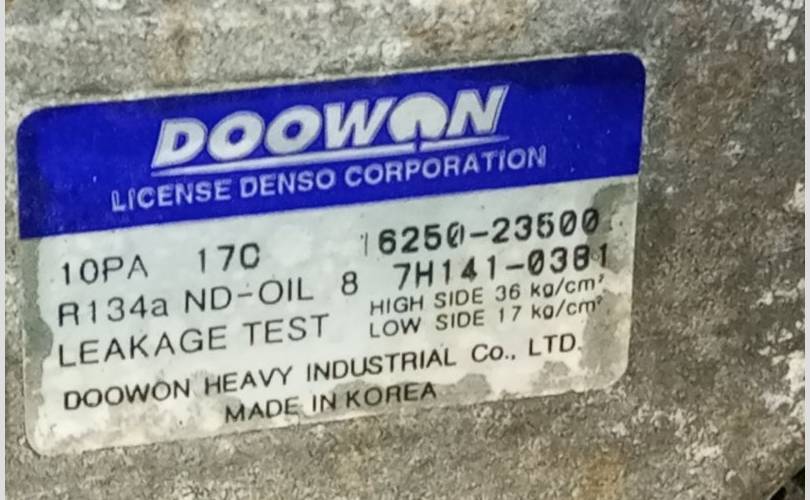 DOOWON
LICENSE DENSO CORPORATION
10PA 17C 16250-23500
R134a ND-OIL 8 7H141-0381
LEAKAGE TEST HIGH SIDE 36 kg/cm²
LOW SIDE 17 kg/cm²
DOOWON HEAVY INDUSTRIAL Co., LTD.
MADE IN KOREA